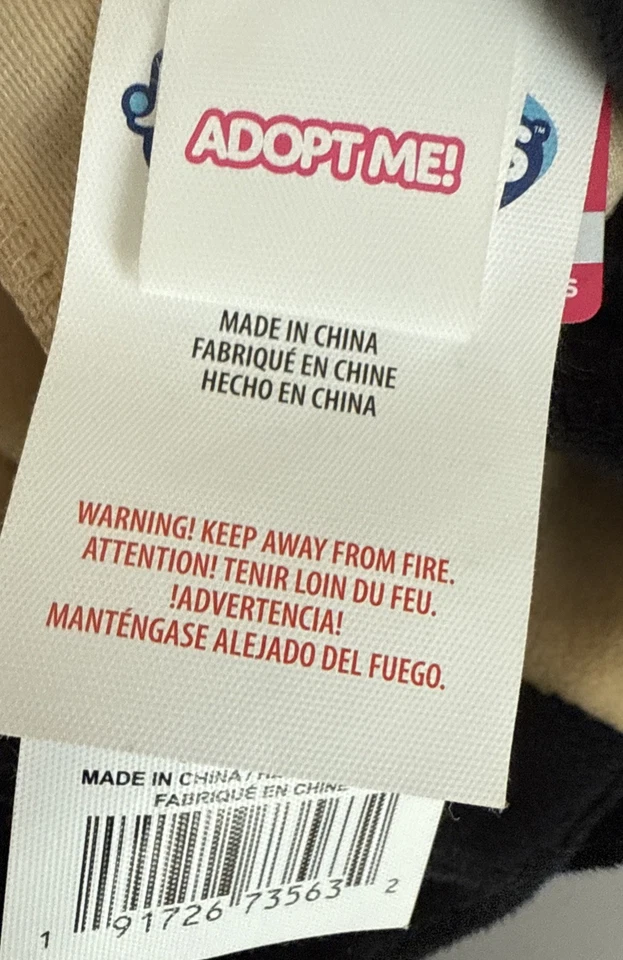 ADOPT ME!
S™
S
MADE IN CHINA
FABRIQUÉ EN CHINE
HECHO EN CHINA
WARNING! KEEP AWAY FROM FIRE.
ATTENTION! TENIR LOIN DU FEU.
!ADVERTENCIA!
MANTÉNGASE ALEJADO DEL FUEGO.
MADE IN CHINA /
FABRIQUÉ EN CHINE
1 91726 73563 2